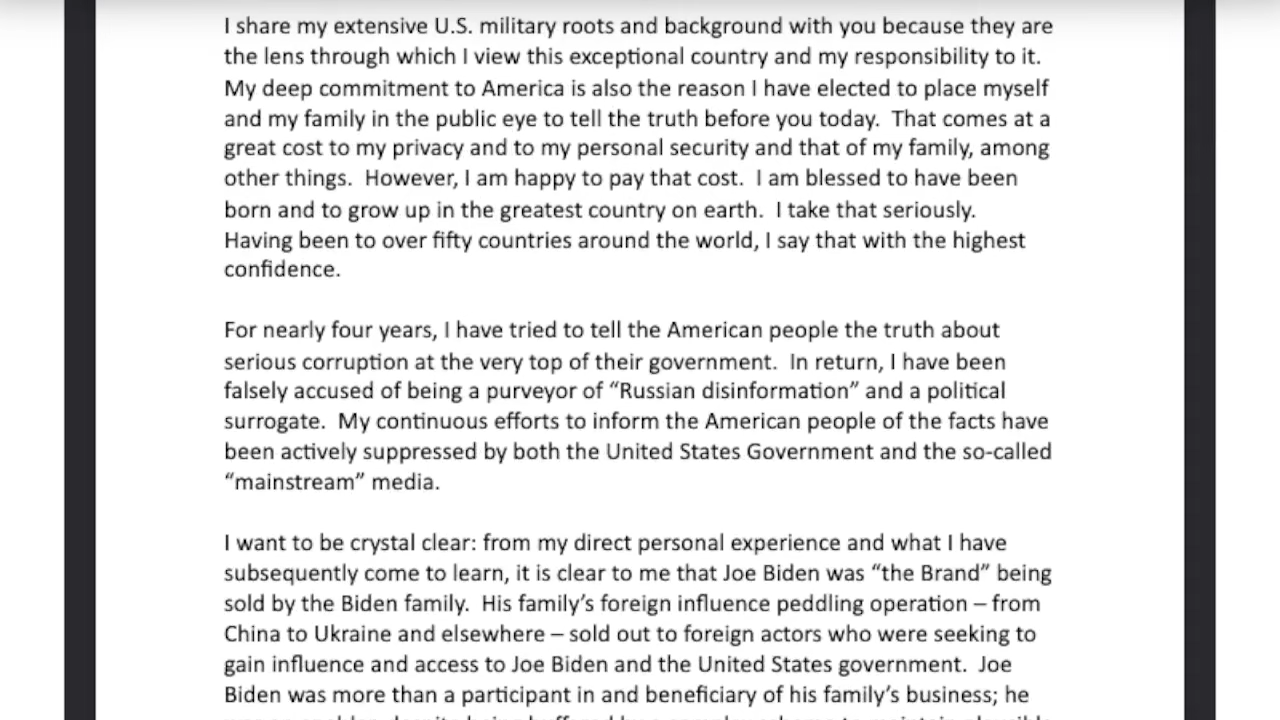 I share my extensive U.S. military roots and background with you because they are
the lens through which I view this exceptional country and my responsibility to it.
My deep commitment to America is also the reason I have elected to place myself
and my family in the public eye to tell the truth before you today.  That comes at a
great cost to my privacy and to my personal security and that of my family, among
other things.  However, I am happy to pay that cost.  I am blessed to have been
born and to grow up in the greatest country on earth.  I take that seriously.
Having been to over fifty countries around the world, I say that with the highest
confidence.

For nearly four years, I have tried to tell the American people the truth about
serious corruption at the very top of their government.  In return, I have been
falsely accused of being a purveyor of “Russian disinformation” and a political
surrogate.  My continuous efforts to inform the American people of the facts have
been actively suppressed by both the United States Government and the so-called
“mainstream” media.

I want to be crystal clear: from my direct personal experience and what I have
subsequently come to learn, it is clear to me that Joe Biden was “the Brand” being
sold by the Biden family.  His family’s foreign influence peddling operation – from
China to Ukraine and elsewhere – sold out to foreign actors who were seeking to
gain influence and access to Joe Biden and the United States government.  Joe
Biden was more than a participant in and beneficiary of his family’s business; he